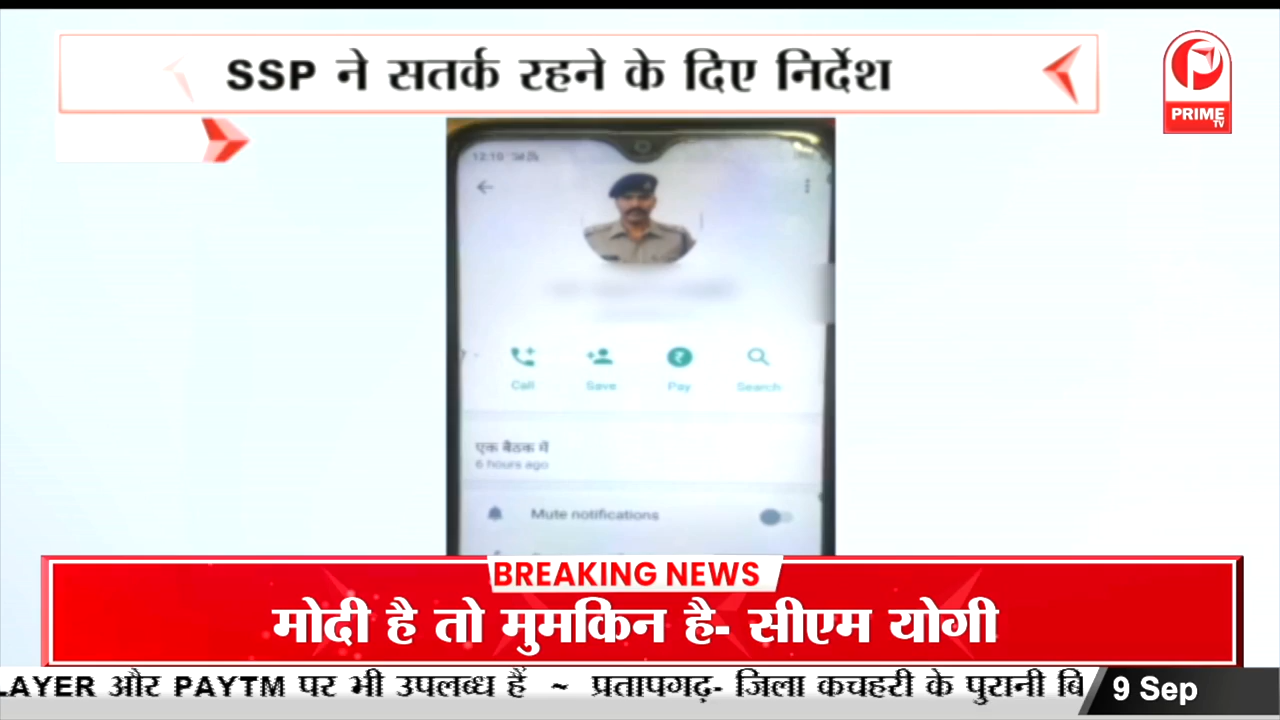 SSP ने सतर्क रहने के दिए निर्देश
PRIME
TV
12:10
Call Save Pay Search
एक बैठक में
6 hours ago
Mute notifications
BREAKING NEWS
मोदी है तो मुमकिन है- सीएम योगी
LAYER और PAYTM पर भी उपलब्ध हैं ~ प्रतापगढ़- जिला कचहरी के पुरानी बि
9 Sep